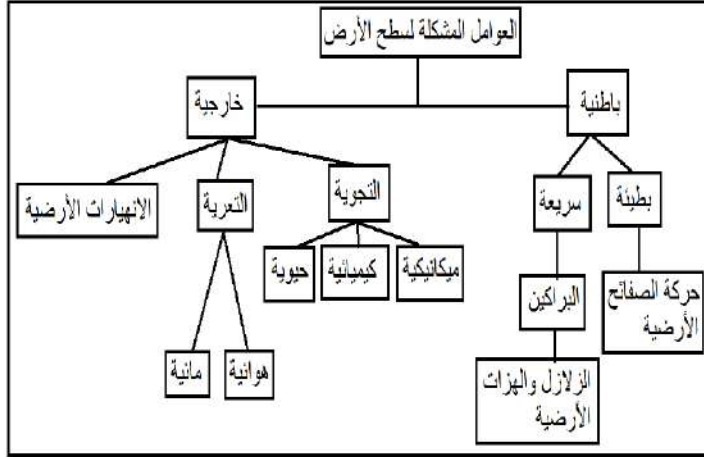 العوامل المشكلة لسطح الأرض
باطنية
خارجية
بطيئة
سريعة
التجوية
التعرية
الانهيارات الأرضية
حركة الصفائح
الأرضية
البراكين
ميكانيكية
كيميائية
حيوية
الزلازل والهزات
الأرضية
هوائية
مائية